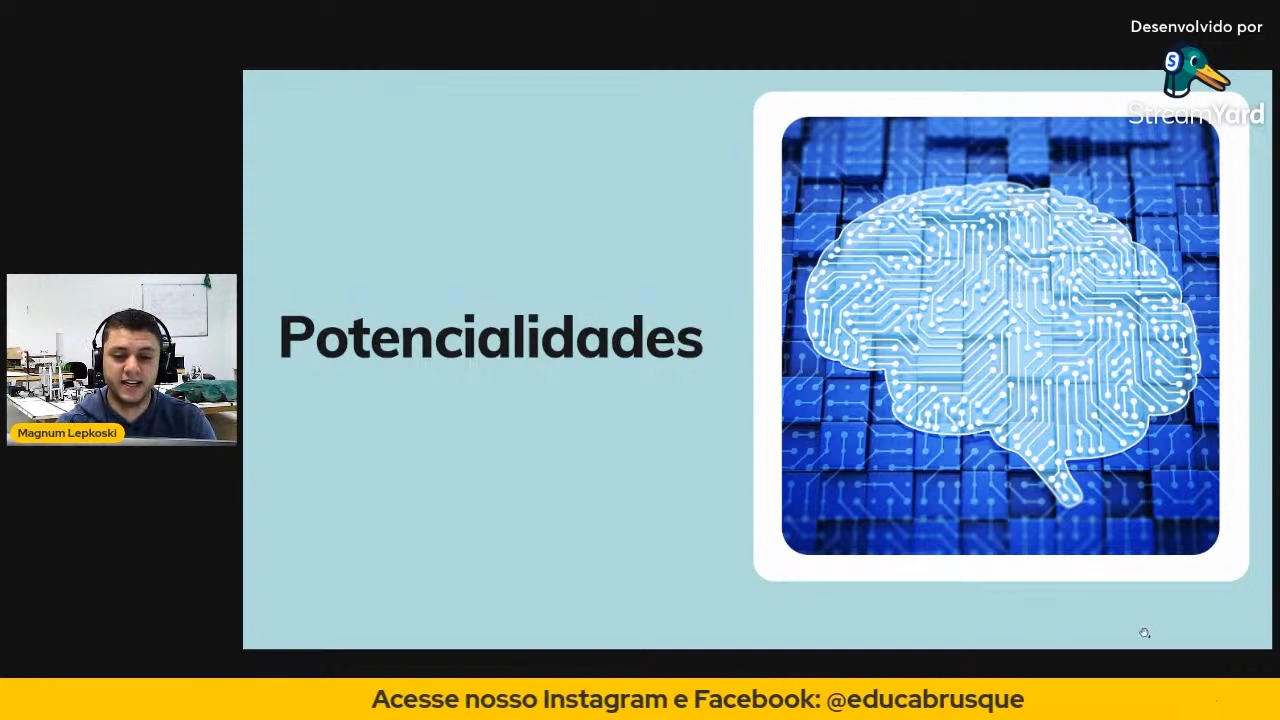 Desenvolvido por
S
StreamYard
Potencialidades
Magnum Lepkoski
Acesse nosso Instagram e Facebook: @educabrusque